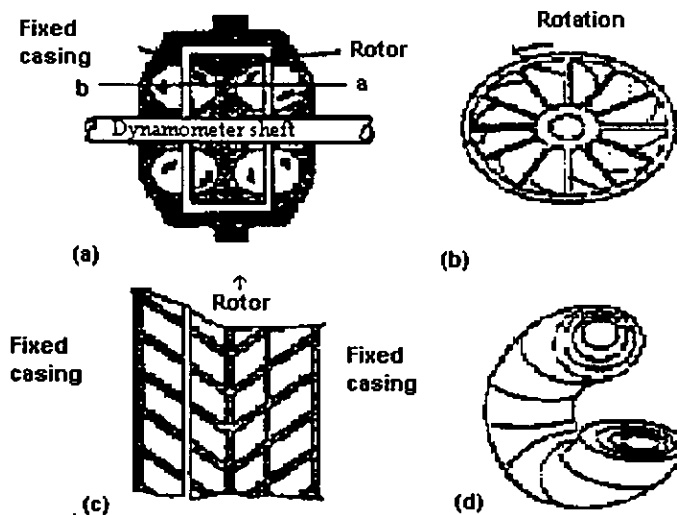 Fixed
casing
Rotor
b
a
Dynamometer sheft
(a)
Rotation
(b)
↑
Rotor
Fixed
casing
Fixed
casing
(c)
(d)